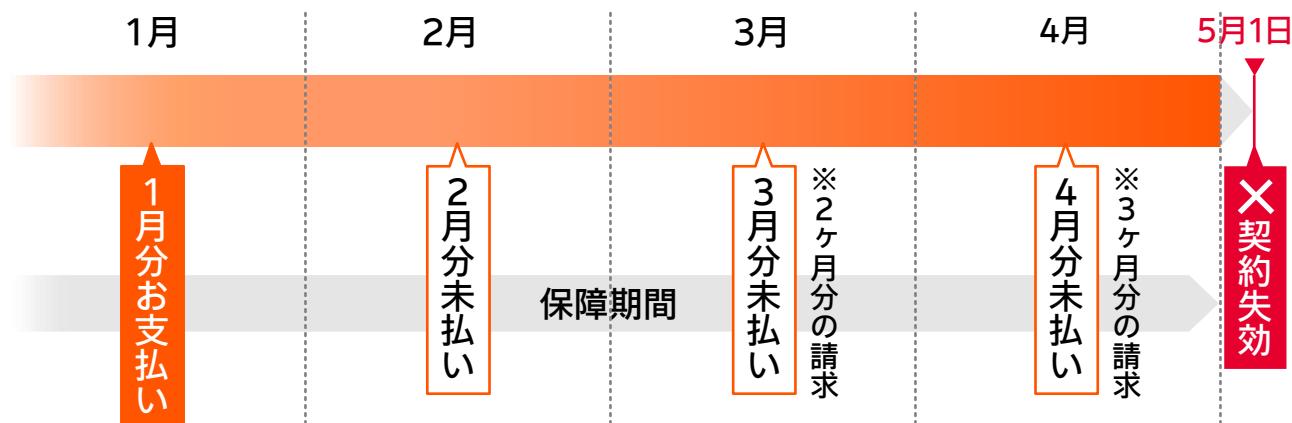 1月
2月
3月
4月
5月1日
1月分お支払い
2月分未払い
3月分未払い
※2ヶ月分の請求
4月分未払い
※3ヶ月分の請求
×契約失効
保障期間